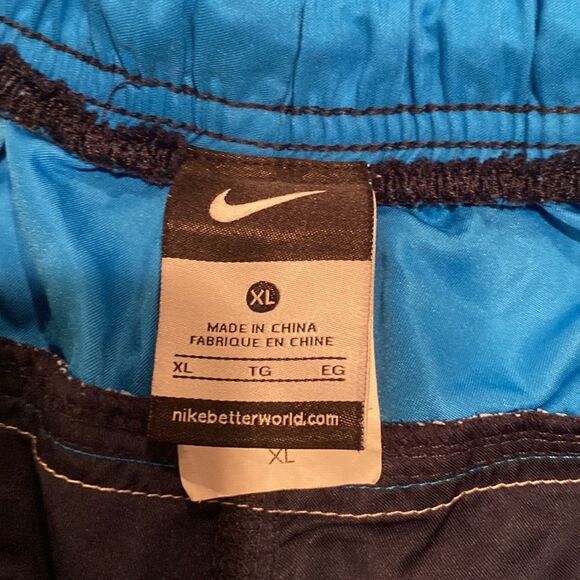 XL
MADE IN CHINA
FABRIQUE EN CHINE
XL TG EG
nikebetterworld.com
XL